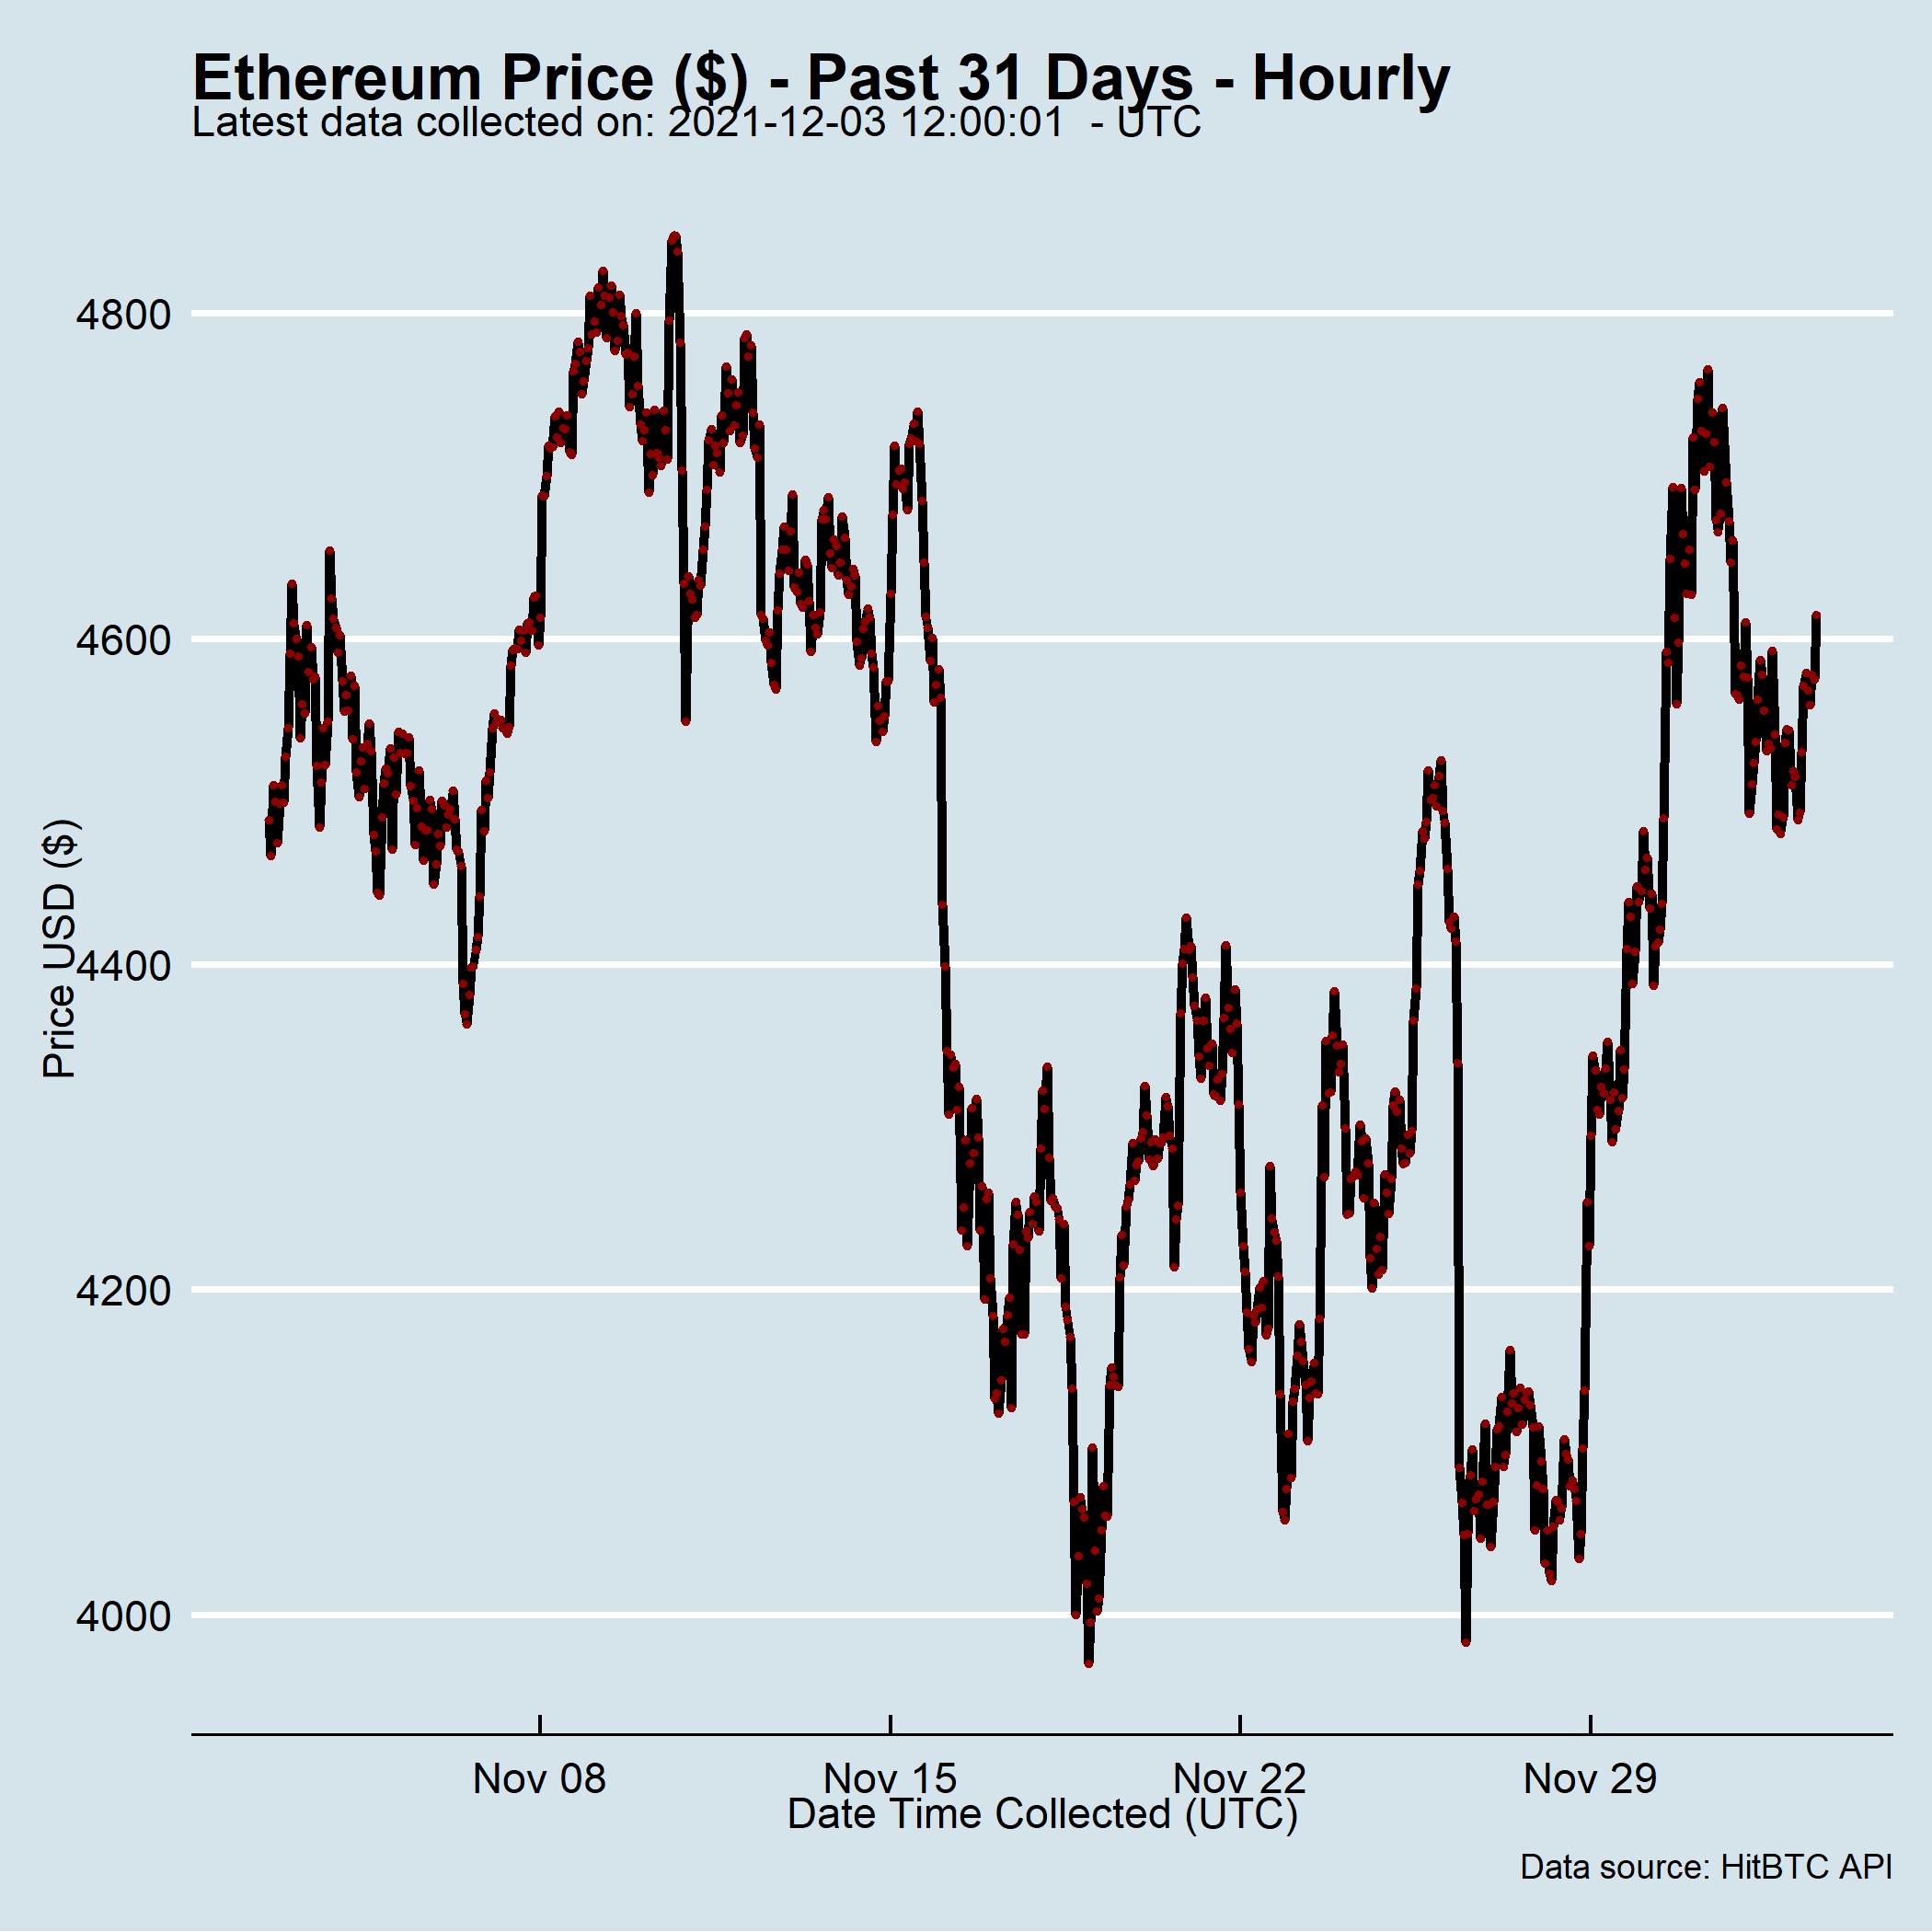 Ethereum Price ($) - Past 31 Days - Hourly
Latest data collected on: 2021-12-03 12:00:01  - UTC
Price USD ($)
4800
4600
4400
4200
4000
Nov 08 Nov 15 Nov 22 Nov 29
Date Time Collected (UTC)
Data source: HitBTC API